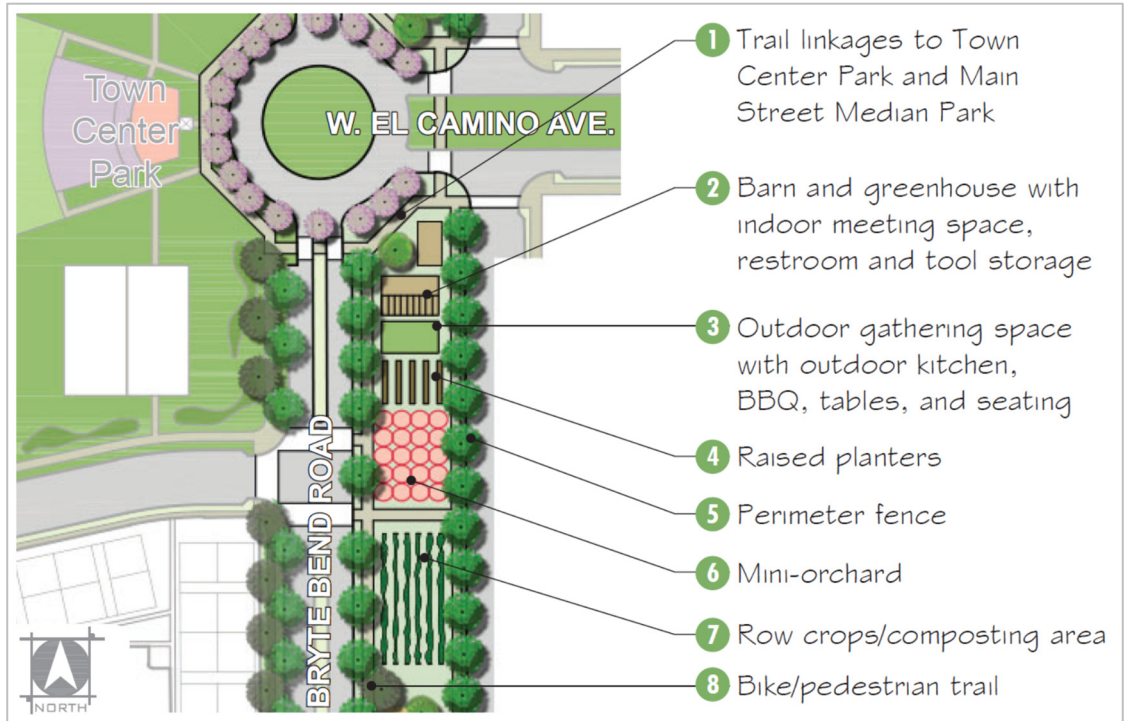 Town
Center
Park
W. EL CAMINO AVE.
BRYTE BEND ROAD
NORTH
1 Trail linkages to Town
Center Park and Main
Street Median Park
2 Barn and greenhouse with
indoor meeting space,
restroom and tool storage
3 Outdoor gathering space
with outdoor kitchen,
BBQ, tables, and seating
4 Raised planters
5 Perimeter fence
6 Mini-orchard
7 Row crops/composting area
8 Bike/pedestrian trail